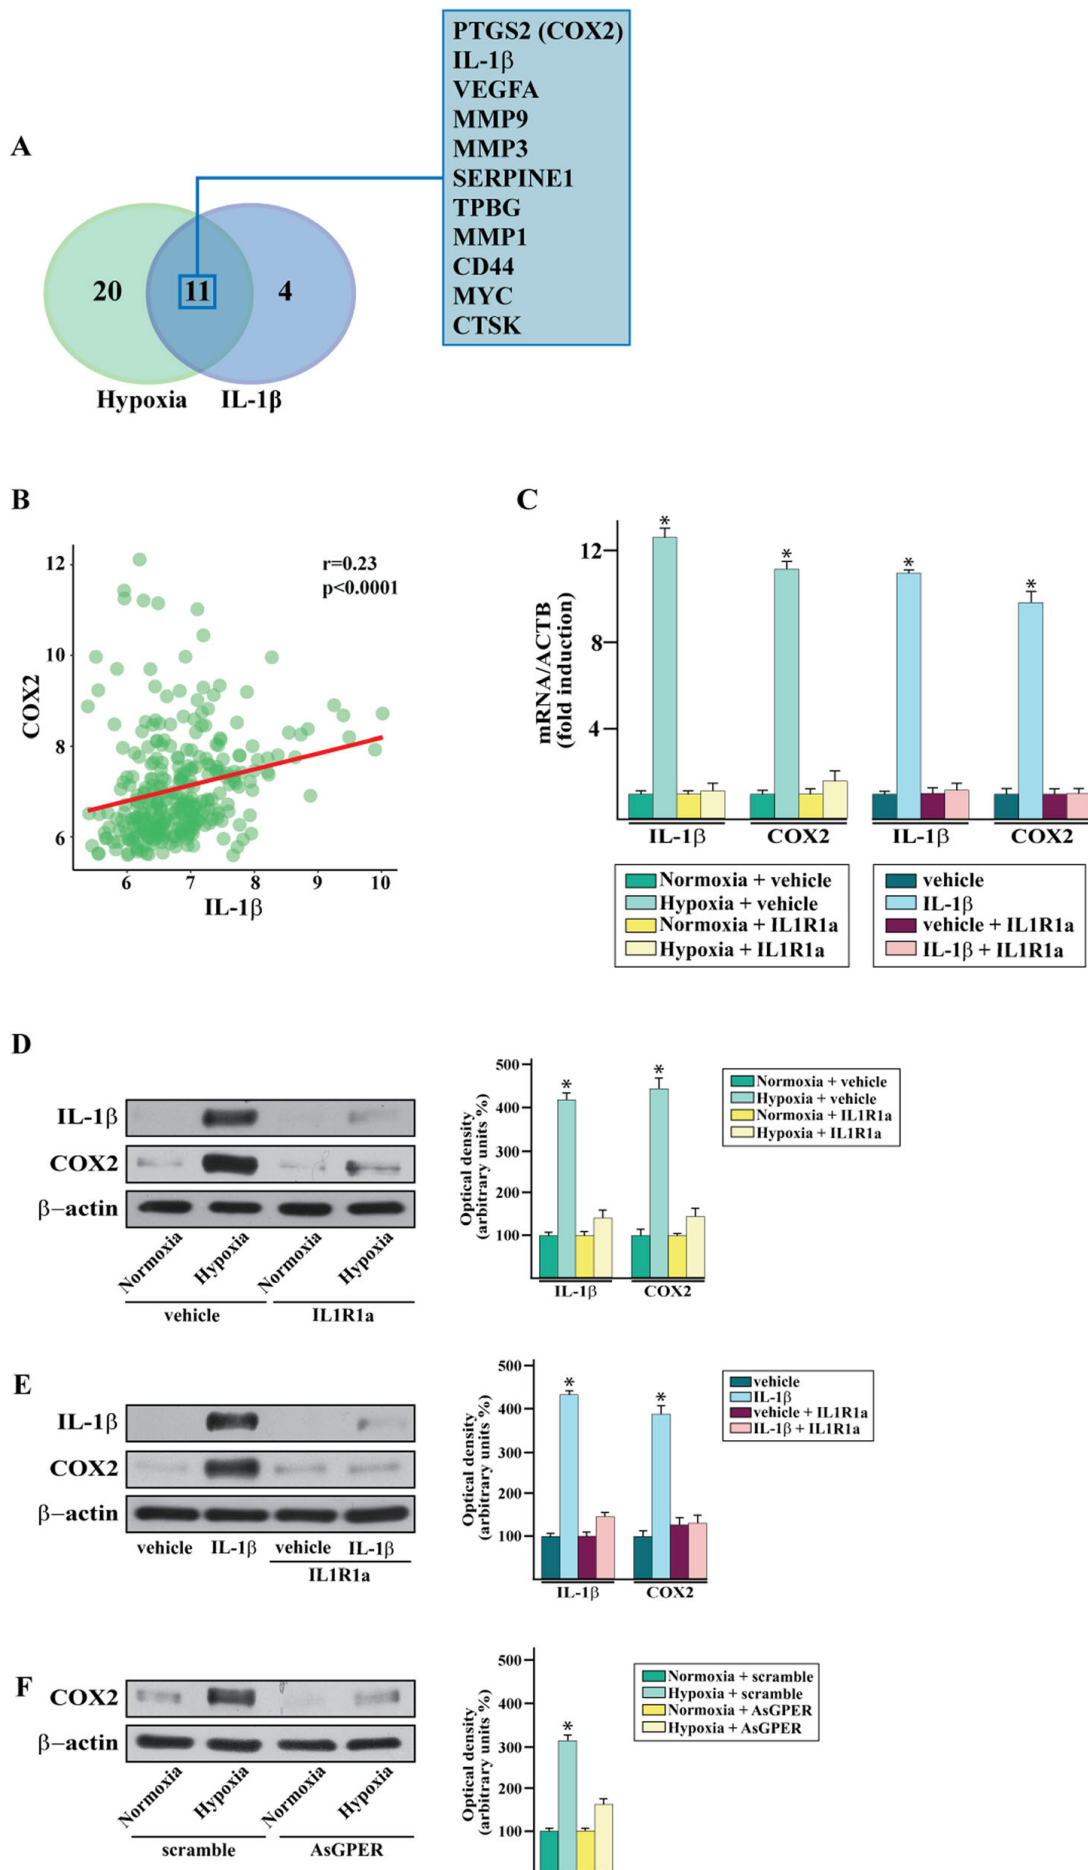 PTGS2 (COX2)
IL-1β
VEGFA
MMP9
MMP3
SERPINE1
TPBG
MMP1
CD44
MYC
CTSK
A
20
11
4
Hypoxia
IL-1β
B
r=0.23
p<0.0001
COX2
12
10
8
6
6
7
8
9
10
IL-1β
C
mRNA/ACTB
(fold induction)
12
8
4
*
*
*
*
IL-1β
COX2
IL-1β
COX2
Normoxia + vehicle
Hypoxia + vehicle
Normoxia + IL1R1a
Hypoxia + IL1R1a
vehicle
IL-1β
vehicle + IL1R1a
IL-1β + IL1R1a
D
IL-1β
COX2
β-actin
Normoxia
Hypoxia
Normoxia
Hypoxia
vehicle
IL1R1a
Optical density
(arbitrary units %)
500
400
300
200
100
*
*
IL-1β
COX2
Normoxia + vehicle
Hypoxia + vehicle
Normoxia + IL1R1a
Hypoxia + IL1R1a
E
IL-1β
COX2
β-actin
vehicle
IL-1β
vehicle
IL-1β
IL1R1a
Optical density
(arbitrary units %)
500
400
300
200
100
*
*
IL-1β
COX2
vehicle
IL-1β
vehicle + IL1R1a
IL-1β + IL1R1a
F
COX2
β-actin
Normoxia
Hypoxia
Normoxia
Hypoxia
scramble
AsGPER
Optical density
(arbitrary units %)
500
400
300
200
100
*
Normoxia + scramble
Hypoxia + scramble
Normoxia + AsGPER
Hypoxia + AsGPER